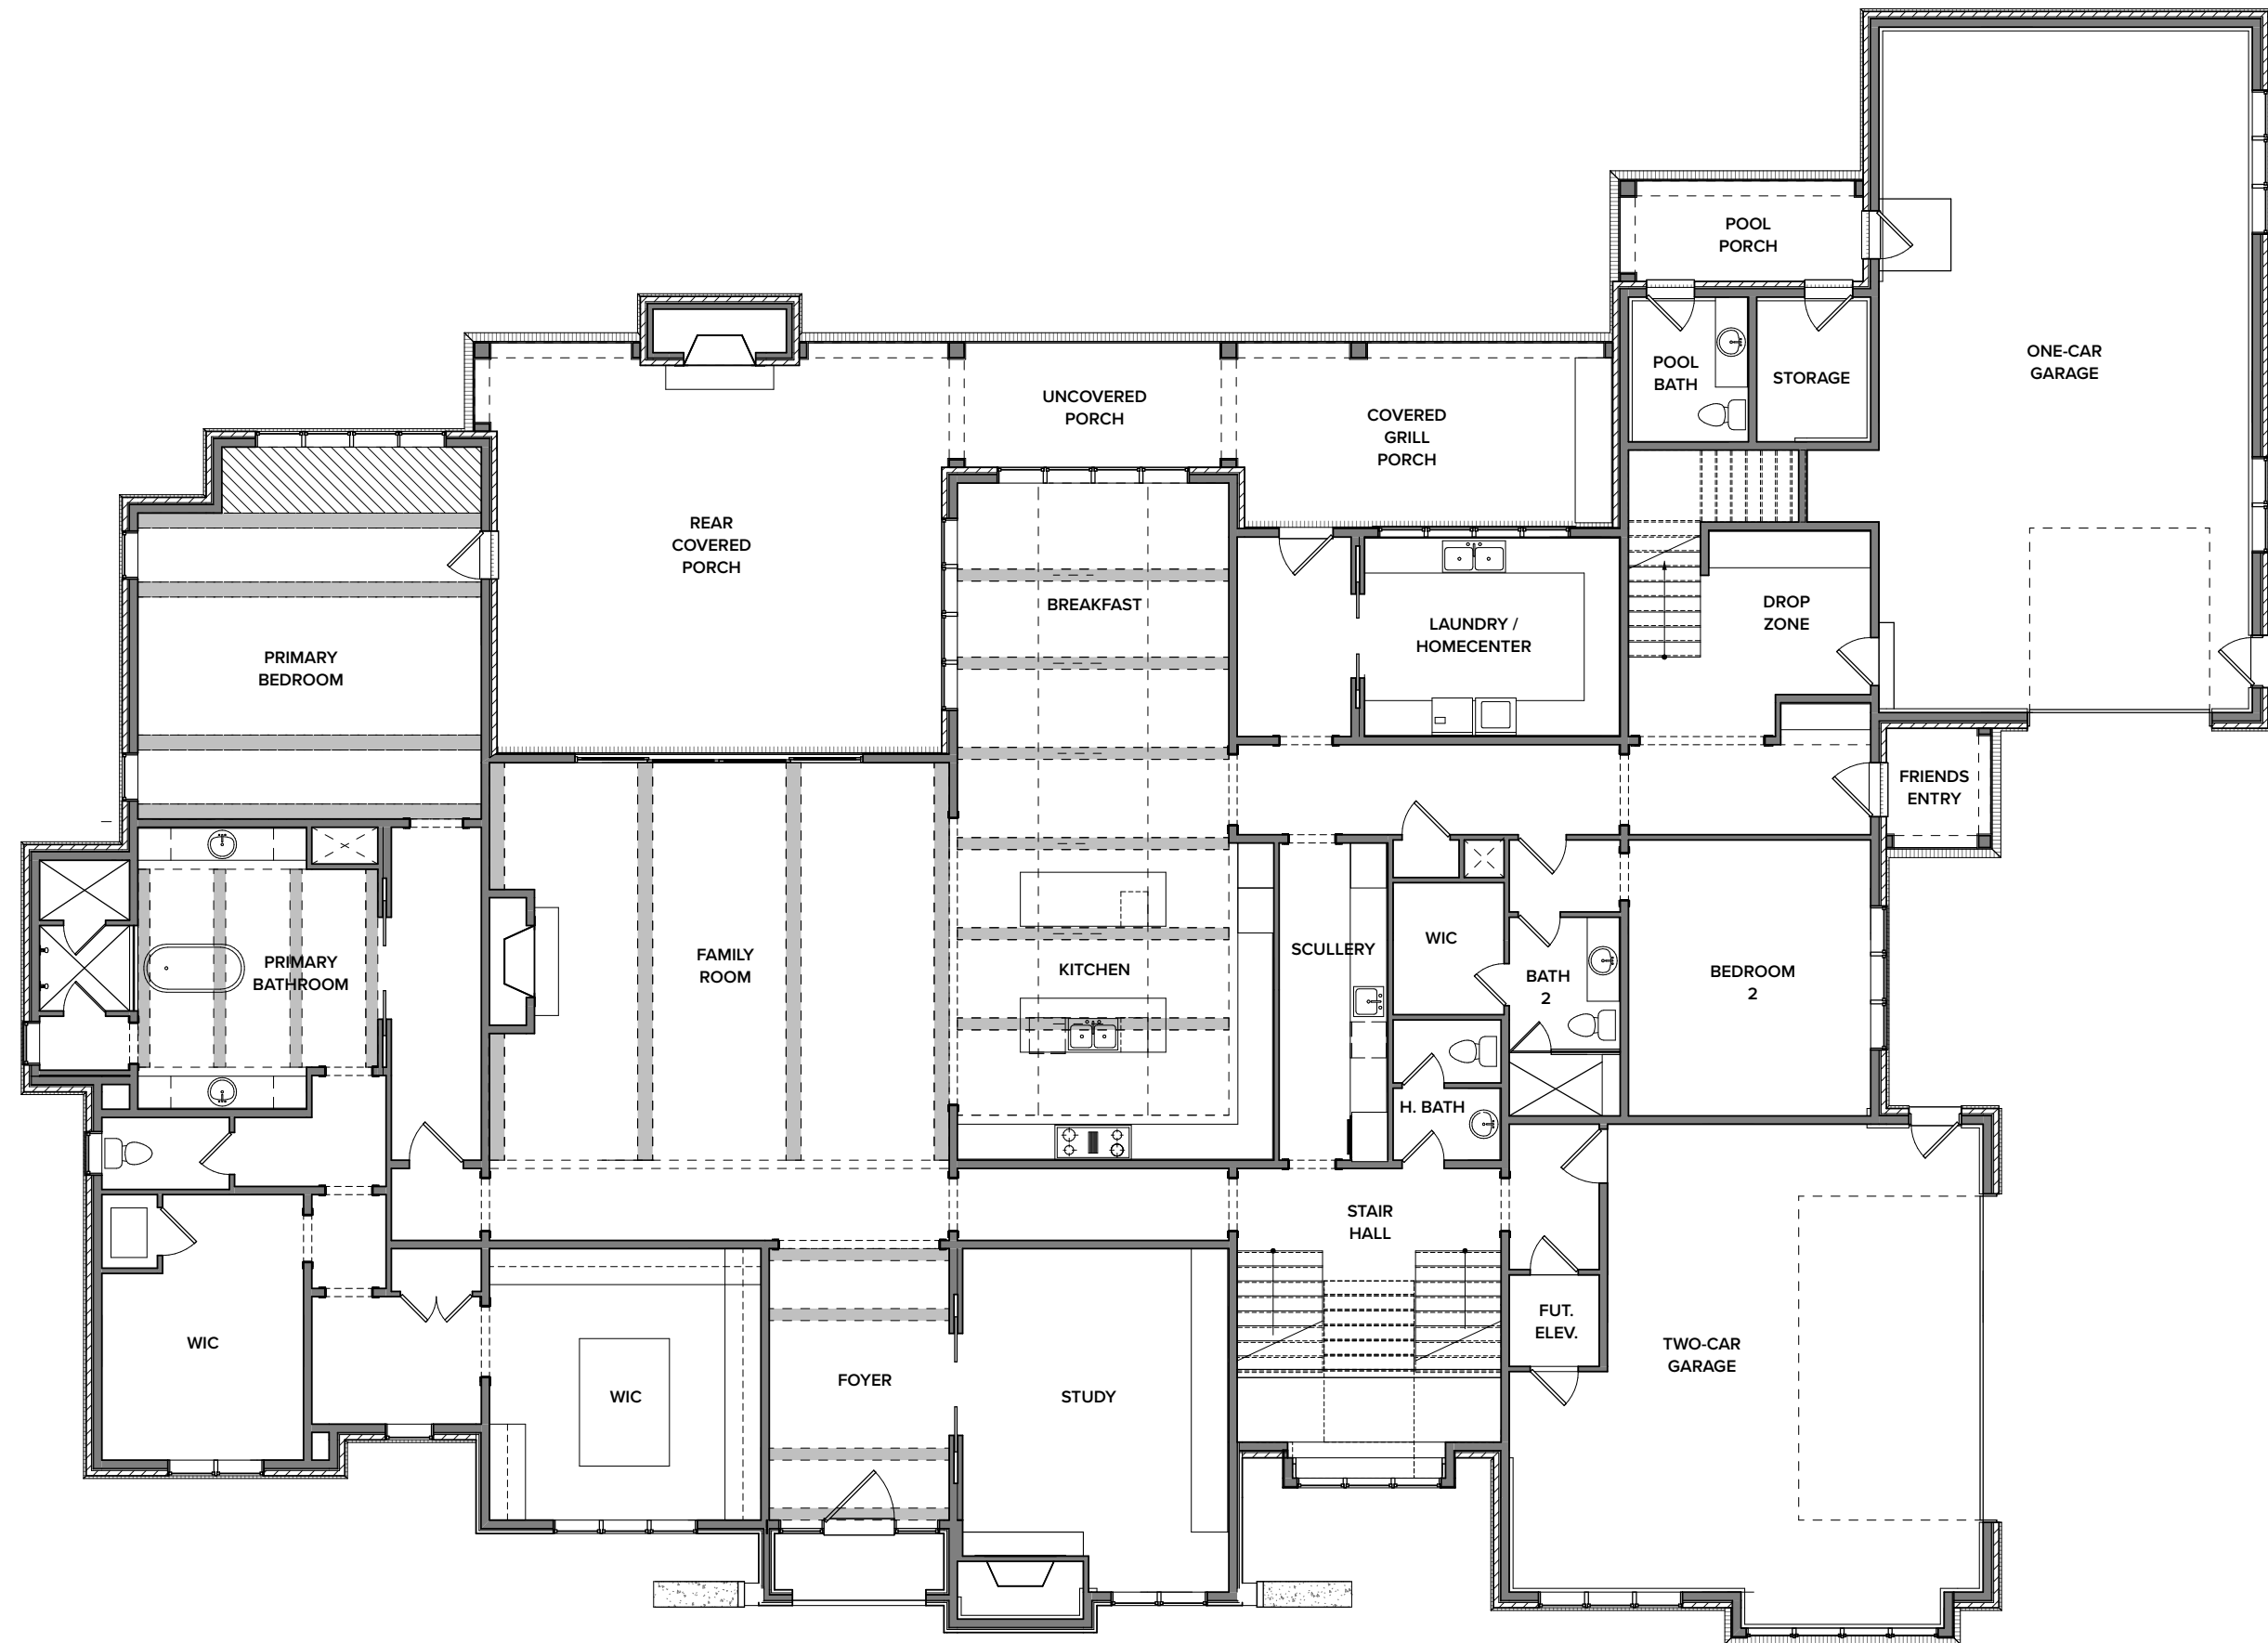 POOL
PORCH
ONE-CAR
GARAGE
POOL
BATH
STORAGE
UNCOVERED
PORCH
COVERED
GRILL
PORCH
REAR
COVERED
PORCH
BREAKFAST
DROP
ZONE
LAUNDRY /
HOMECENTER
PRIMARY
BEDROOM
FRIENDS
ENTRY
WIC
SCULLERY
FAMILY
ROOM
KITCHEN
PRIMARY
BATHROOM
BATH
2
BEDROOM
2
H. BATH
STAIR
HALL
FUT.
ELEV.
WIC
TWO-CAR
GARAGE
FOYER
WIC
STUDY